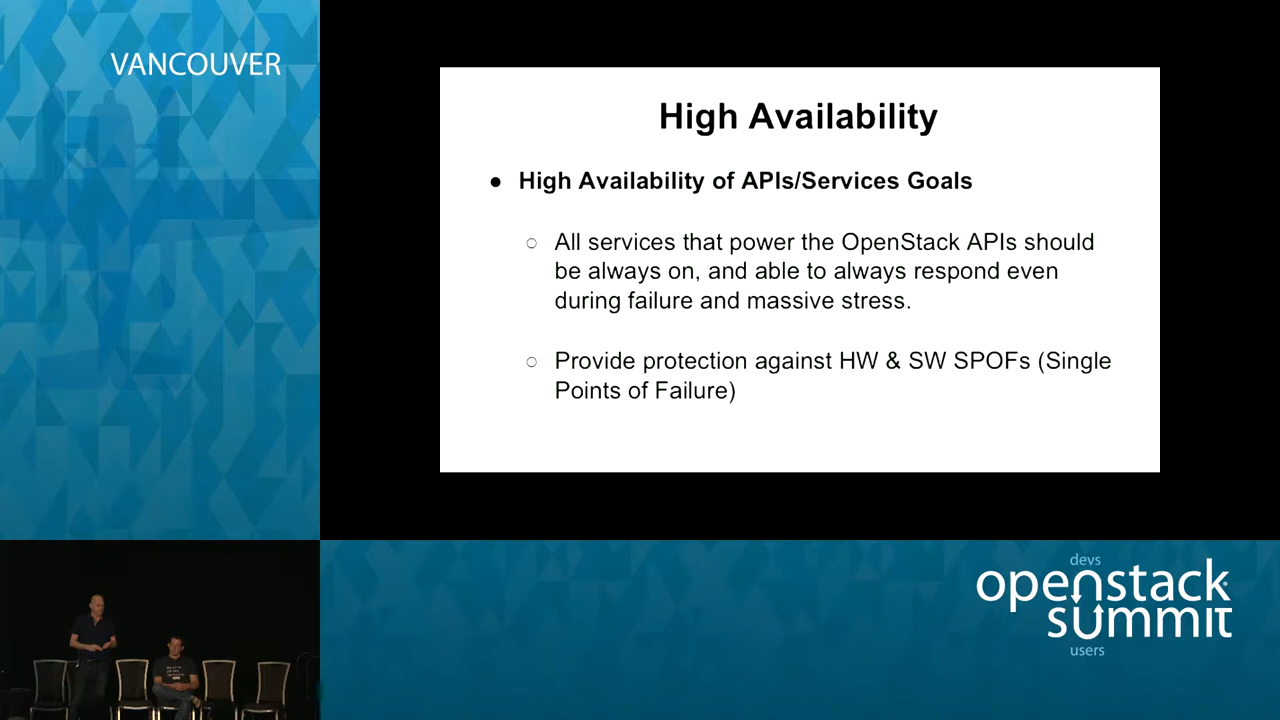 VANCOUVER
High Availability
● High Availability of APIs/Services Goals
○ All services that power the OpenStack APIs should
be always on, and able to always respond even
during failure and massive stress.
○ Provide protection against HW & SW SPOFs (Single
Points of Failure)
devs
openstack
summit
users